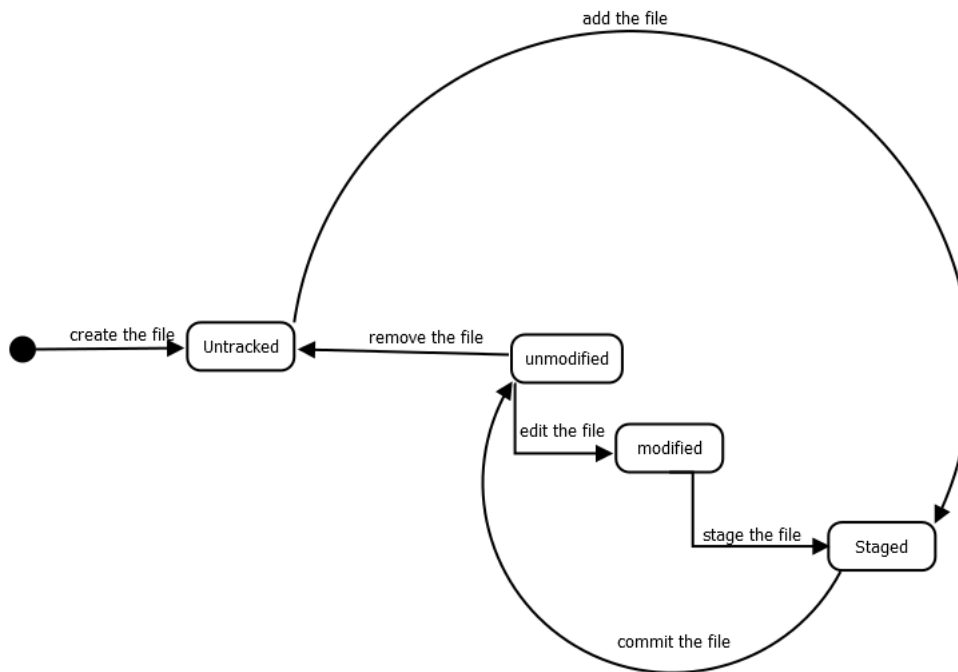 add the file
create the file
Untracked
remove the file
unmodified
edit the file
modified
stage the file
Staged
commit the file